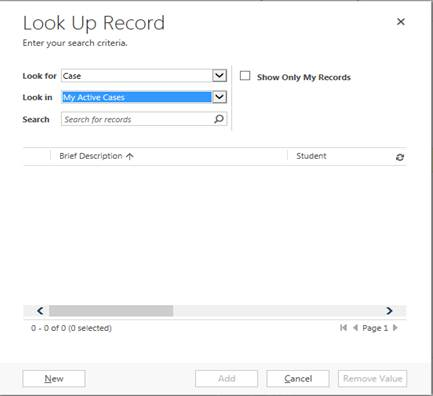 Look Up Record
Enter your search criteria.
Look for Case
Show Only My Records
Look in My Active Cases
Search Search for records
Brief Description Student
0 - 0 of 0 (0 selected) Page 1
New Add Cancel Remove Value